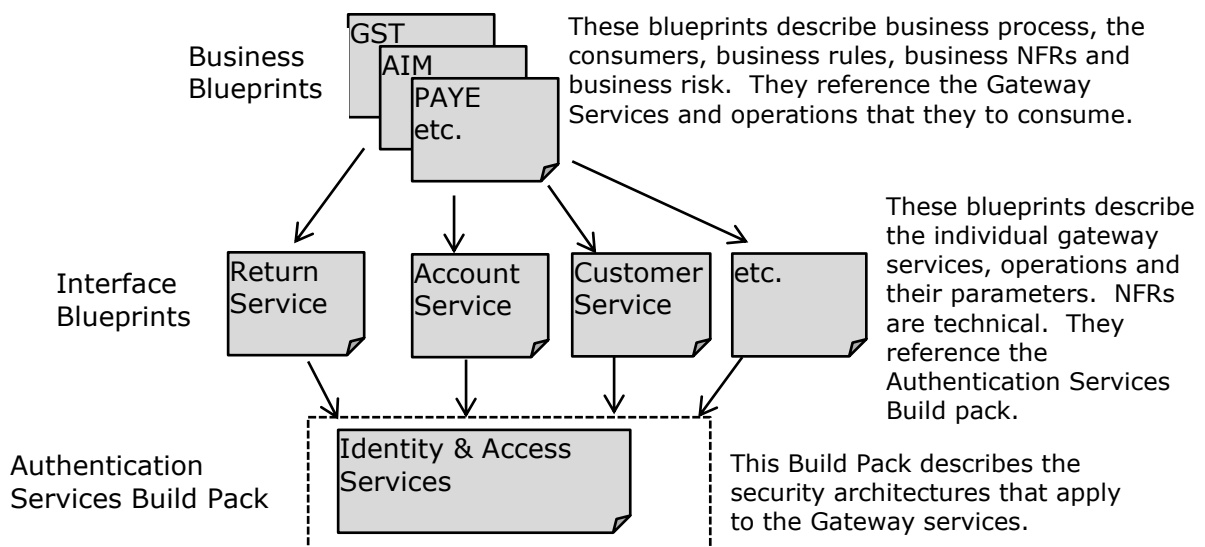 Business
Blueprints
GST
AIM
PAYE
etc.
These blueprints describe business process, the
consumers, business rules, business NFRs and
business risk.  They reference the Gateway
Services and operations that they to consume.
Interface
Blueprints
Return
Service
Account
Service
Customer
Service
etc.
These blueprints describe
the individual gateway
services, operations and
their parameters.  NFRs
are technical.  They
reference the
Authentication Services
Build pack.
Authentication
Services Build Pack
Identity & Access
Services
This Build Pack describes the
security architectures that apply
to the Gateway services.